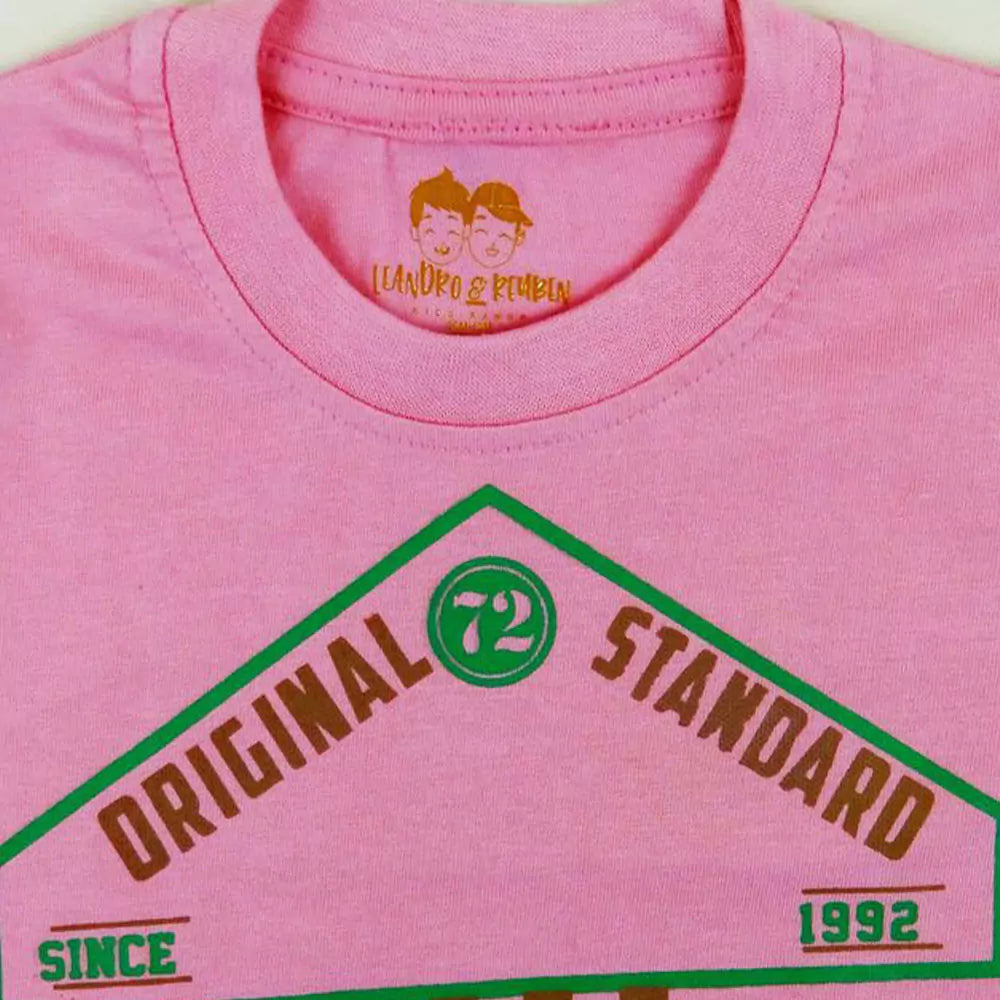 LEANDRO & REUBEN
72
ORIGINAL STANDARD
SINCE 1992